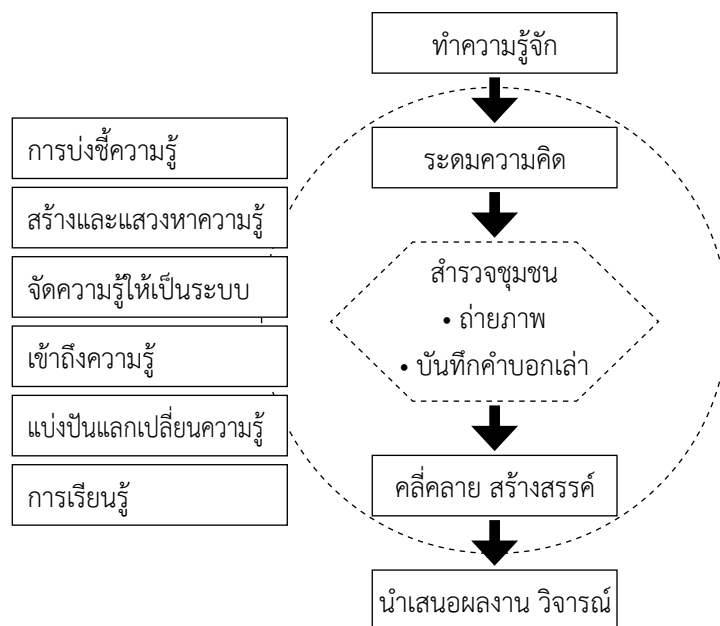 ทำความรู้จัก
ระดมความคิด
สำรวจชุมชน
• ถ่ายภาพ
• บันทึกคำบอกเล่า
คลี่คลาย สร้างสรรค์
นำเสนอผลงาน วิจารณ์
การบ่งชี้ความรู้
สร้างและแสวงหาความรู้
จัดความรู้ให้เป็นระบบ
เข้าถึงความรู้
แบ่งปันแลกเปลี่ยนความรู้
การเรียนรู้